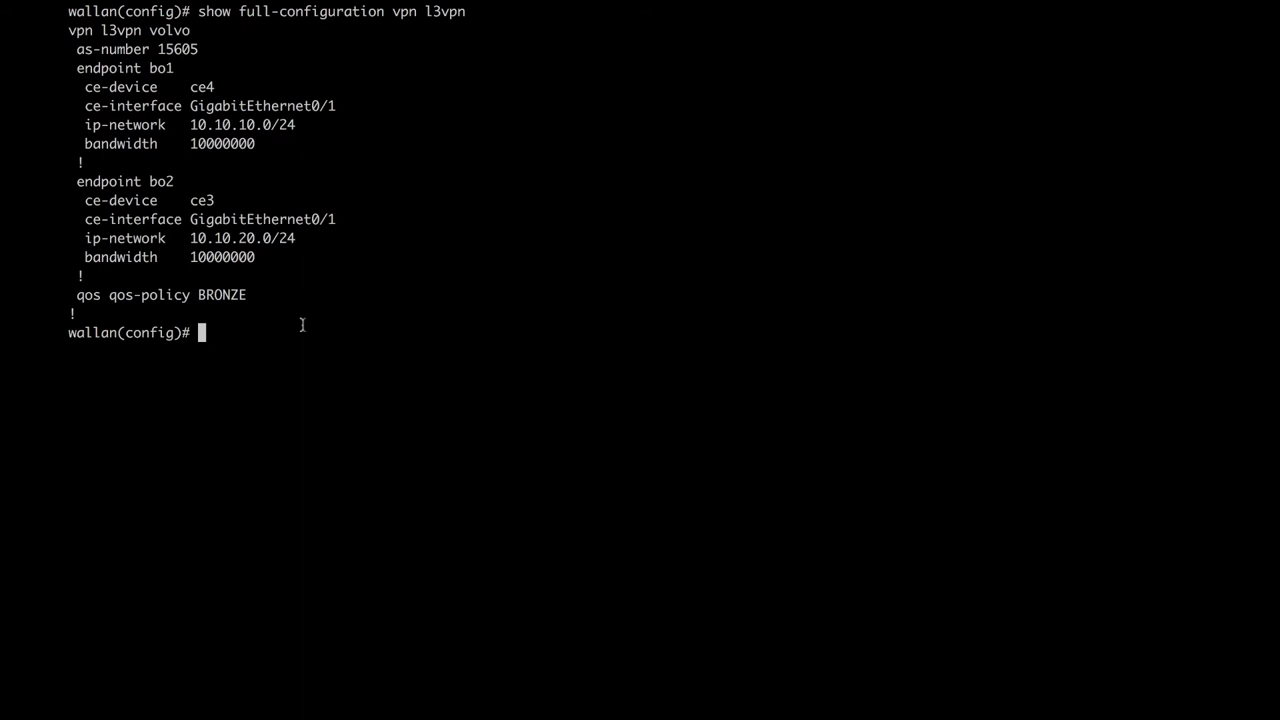 wallan(config)# show full-configuration vpn l3vpn
vpn l3vpn volvo
 as-number 15605
 endpoint bo1
  ce-device    ce4
  ce-interface GigabitEthernet0/1
  ip-network   10.10.10.0/24
  bandwidth    10000000
 !
 endpoint bo2
  ce-device    ce3
  ce-interface GigabitEthernet0/1
  ip-network   10.10.20.0/24
  bandwidth    10000000
 !
 qos qos-policy BRONZE
!
wallan(config)#